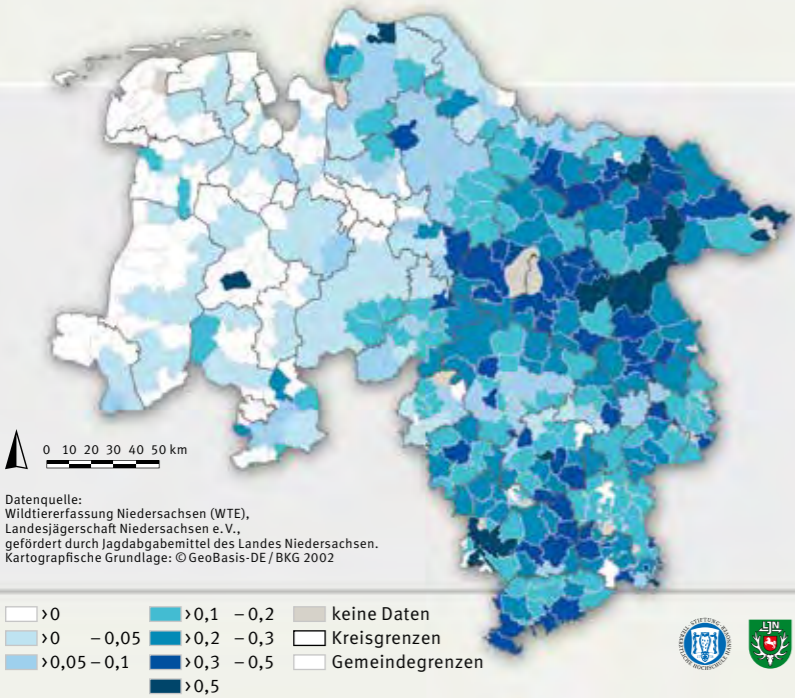 0 10 20 30 40 50 km
Datenquelle:
Wildtiererfassung Niedersachsen (WTE),
Landesjägerschaft Niedersachsen e. V.,
gefördert durch Jagdabgabemittel des Landes Niedersachsen.
Kartograpfische Grundlage: © GeoBasis-DE / BKG 2002
>0
>0 – 0,05
>0,05 – 0,1
>0,1 – 0,2
>0,2 – 0,3
>0,3 – 0,5
>0,5
keine Daten
Kreisgrenzen
Gemeindegrenzen
LJN